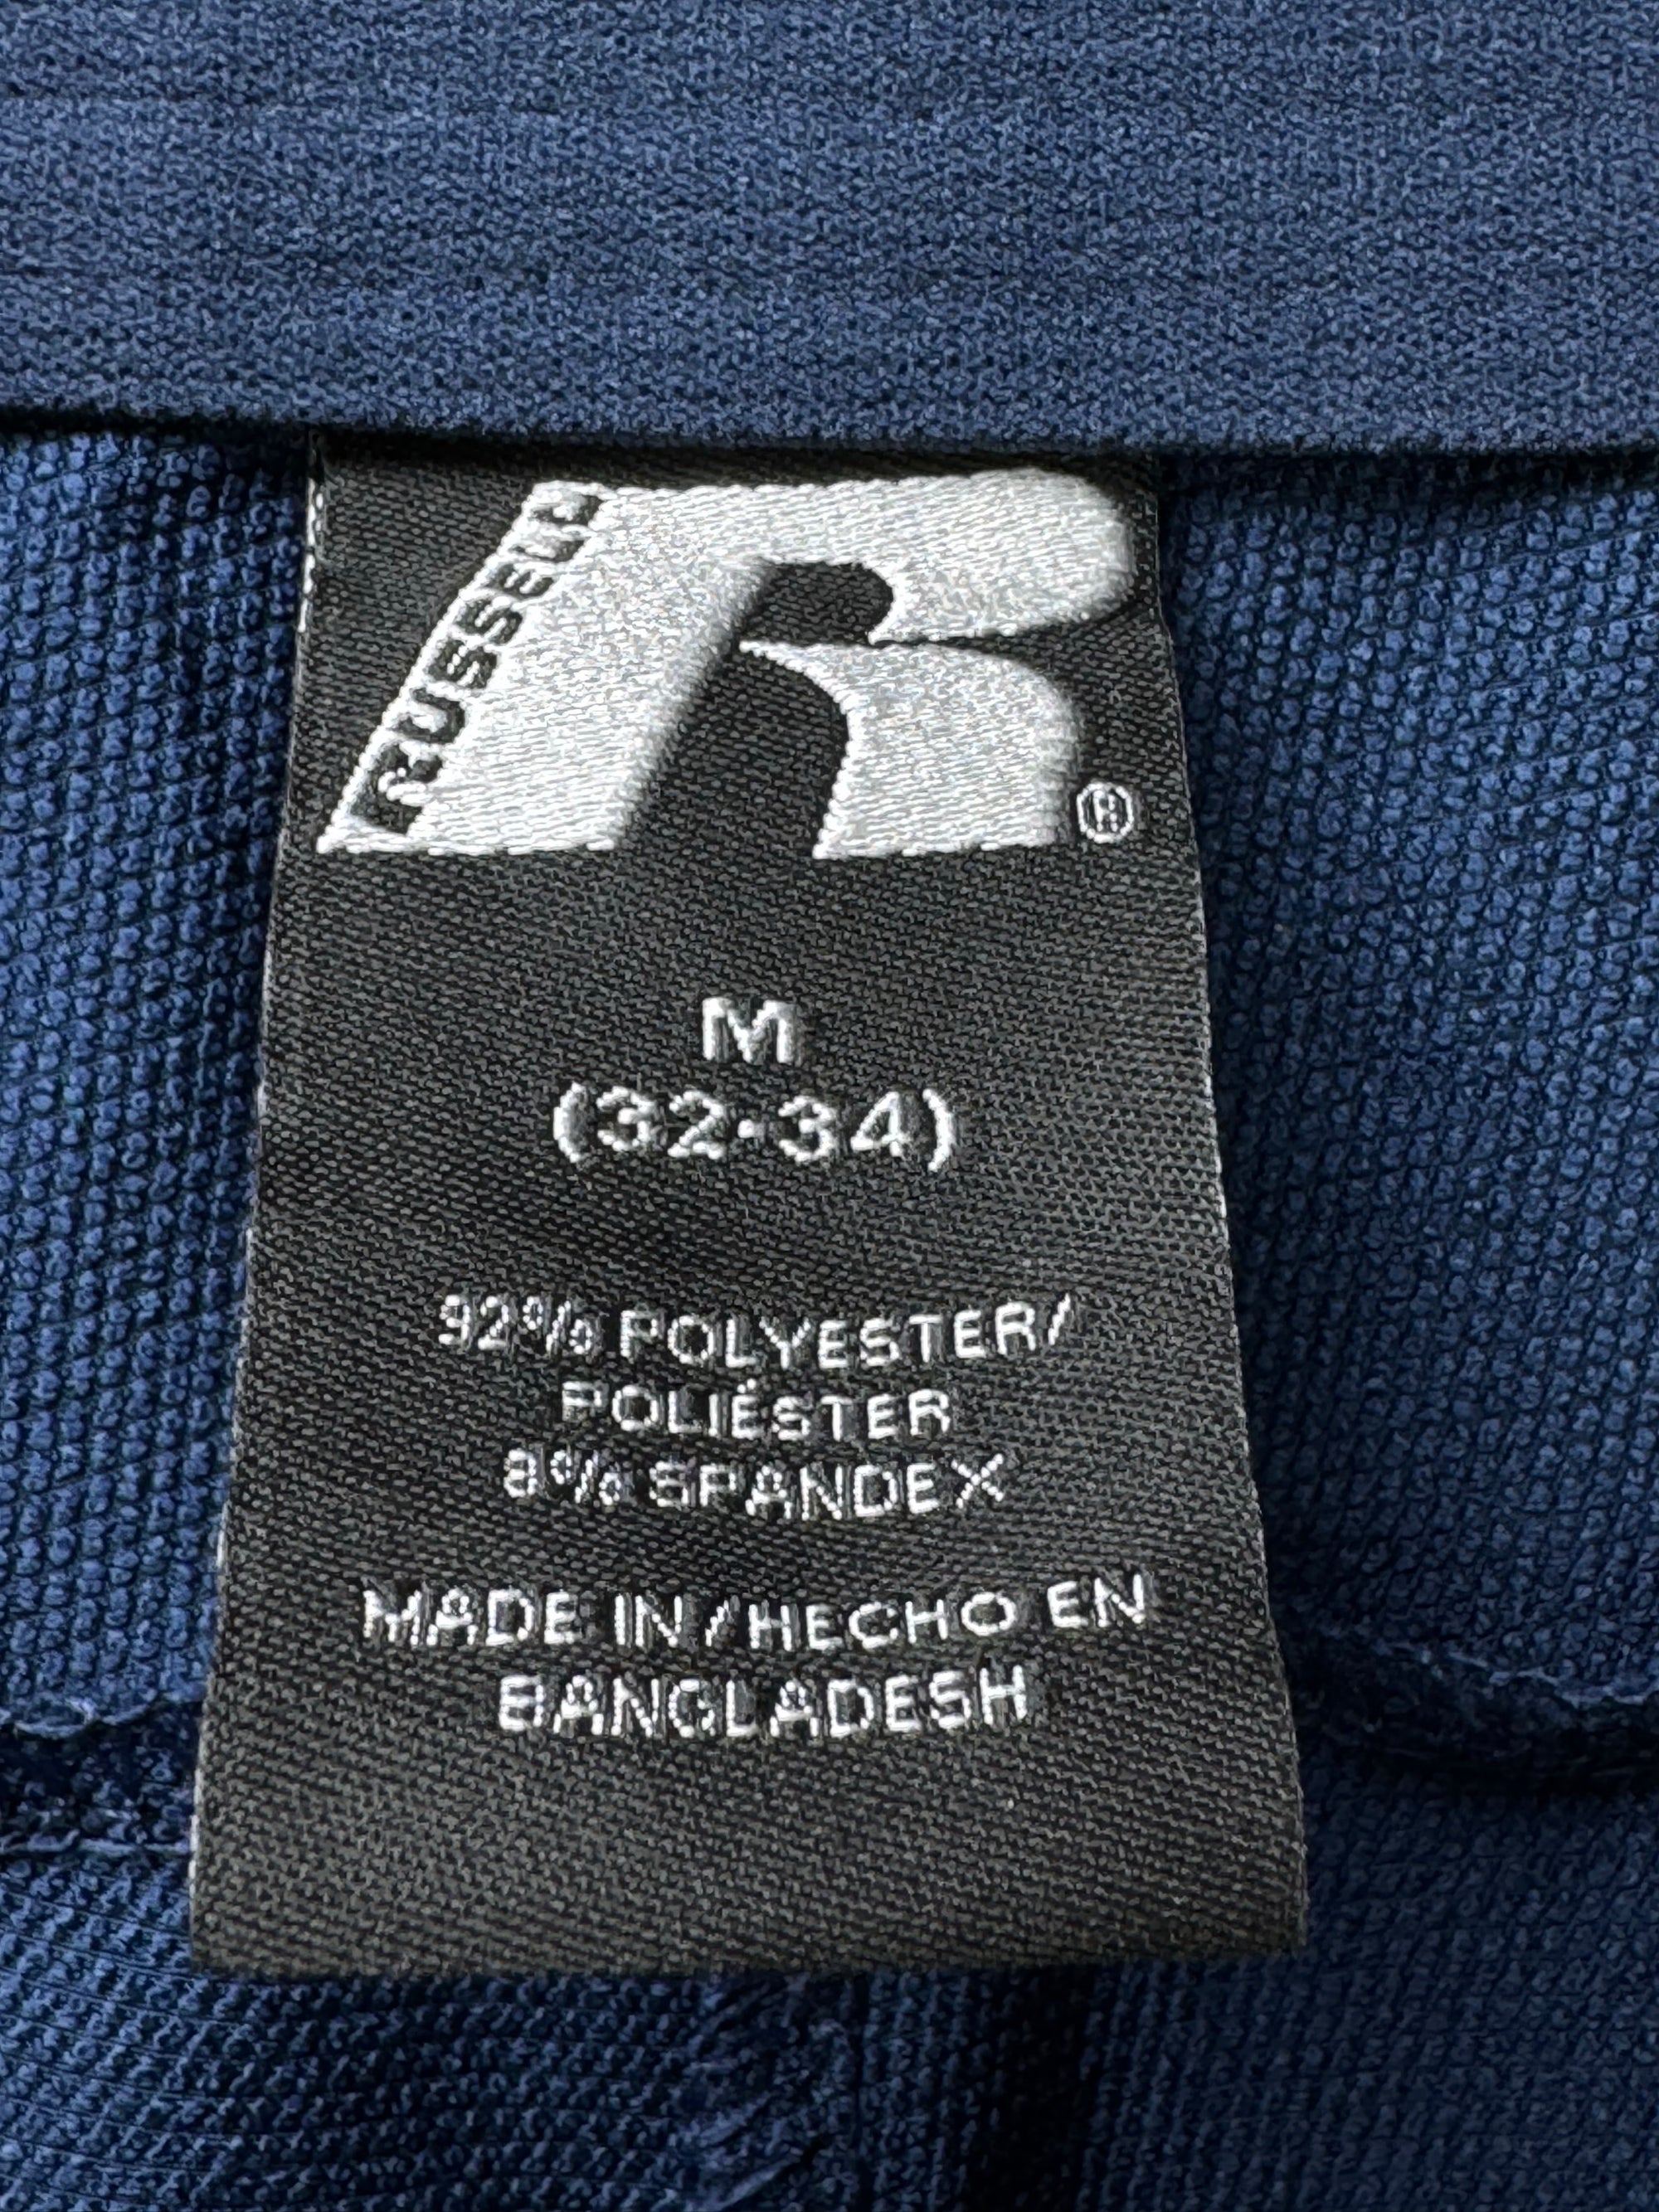 RUSSELL
®
M
(32-34)
92% POLYESTER/
POLIÉSTER
8% SPANDEX
MADE IN/HECHO EN
BANGLADESH